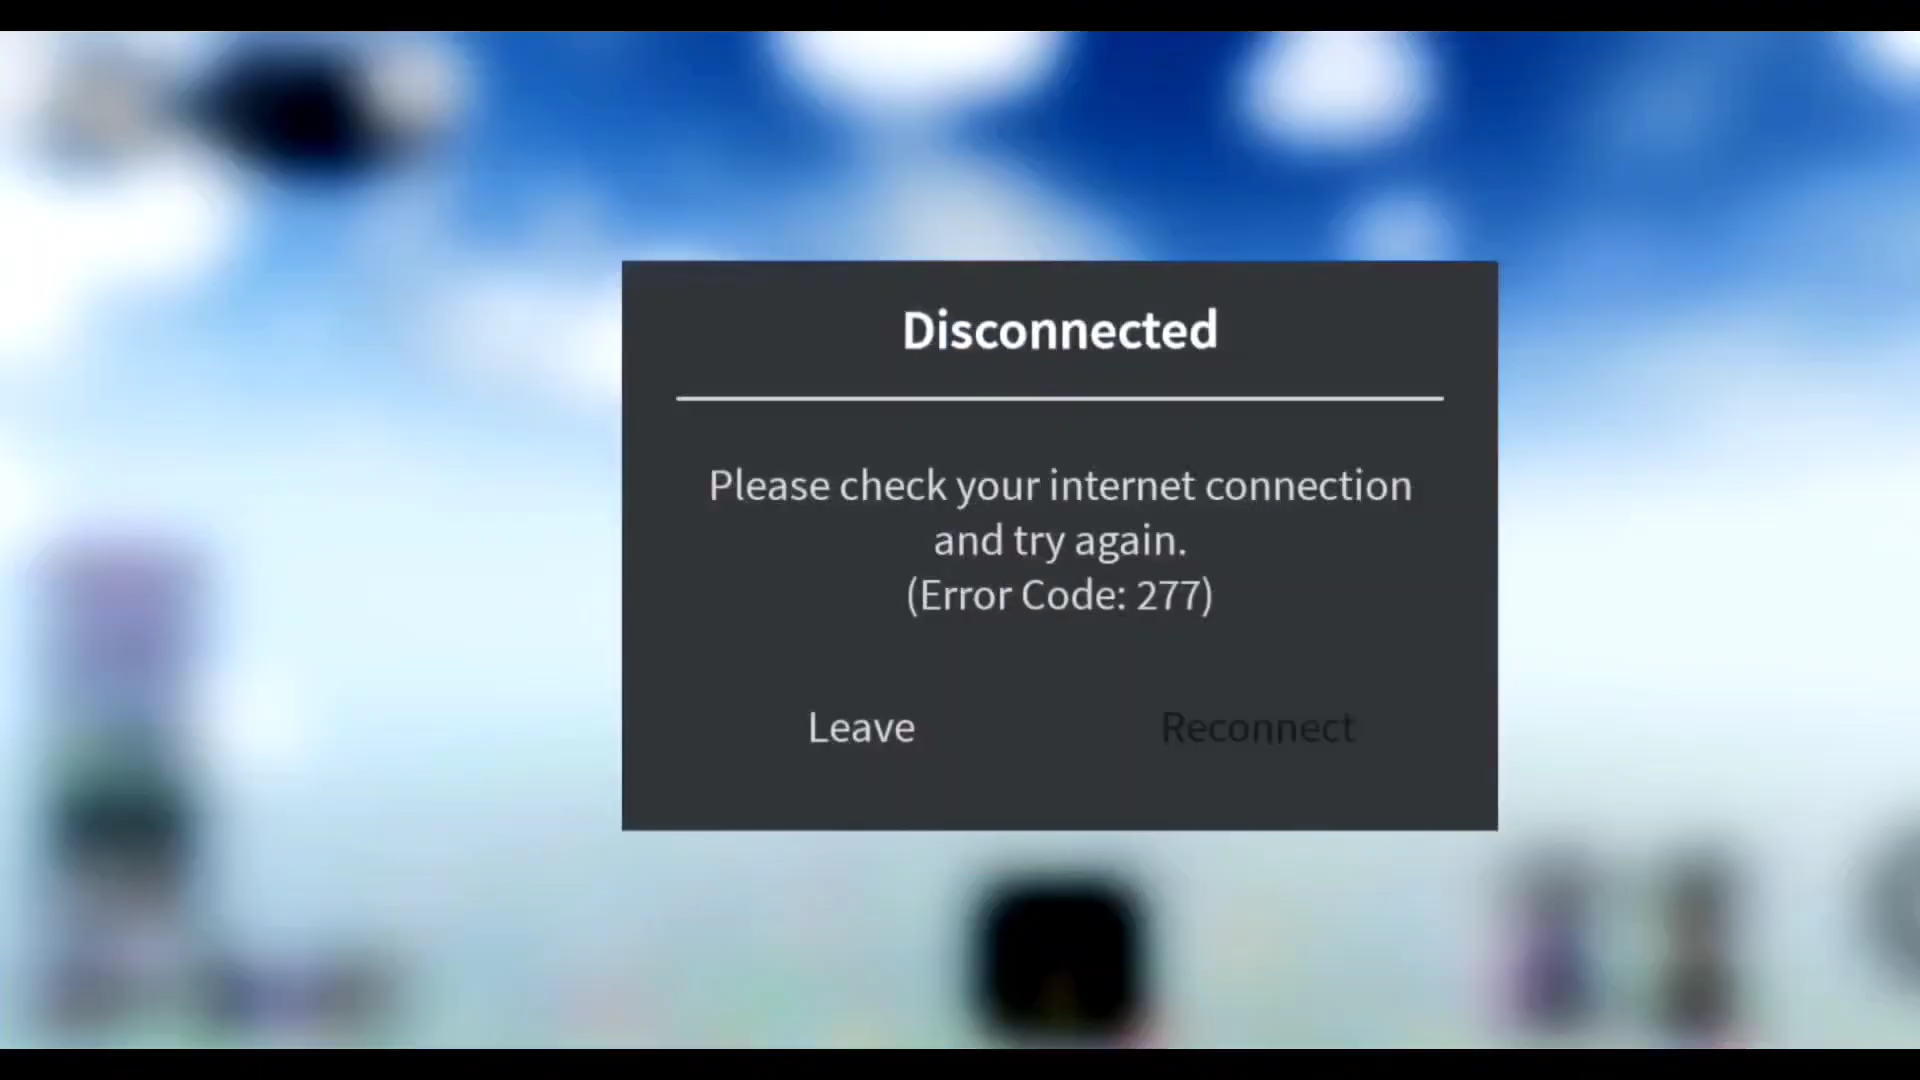 Disconnected
Please check your internet connection
and try again.
(Error Code: 277)
Leave
Reconnect